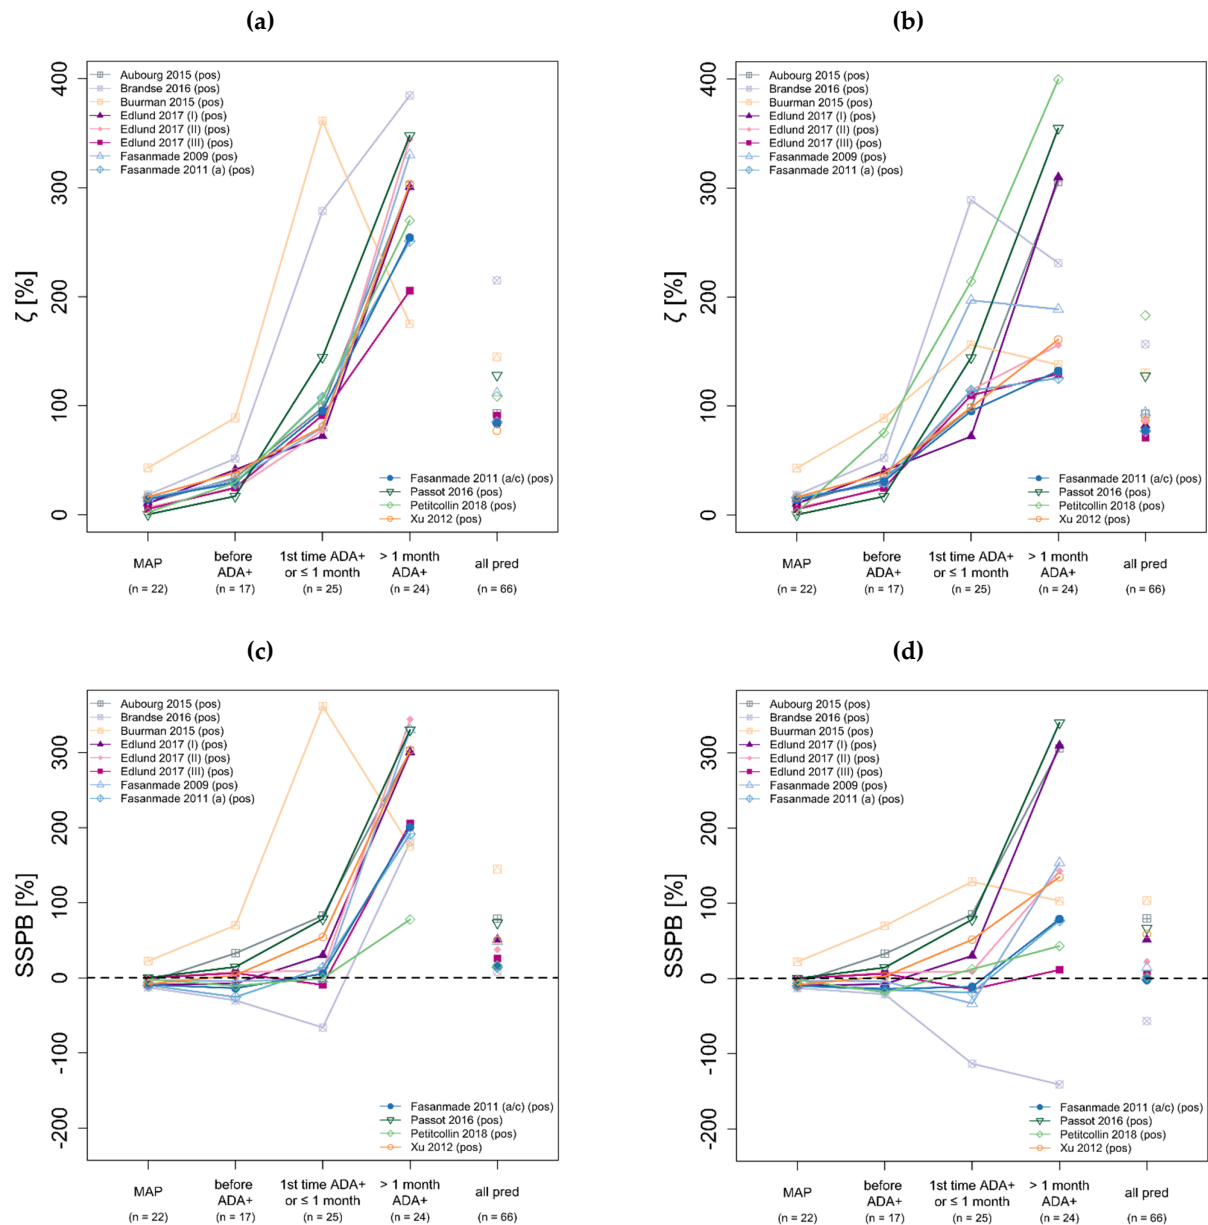 (a)
ζ [%]
400
300
200
100
0
Aubourg 2015 (pos)
Brandse 2016 (pos)
Buurman 2015 (pos)
Edlund 2017 (I) (pos)
Edlund 2017 (II) (pos)
Edlund 2017 (III) (pos)
Fasanmade 2009 (pos)
Fasanmade 2011 (a) (pos)
Fasanmade 2011 (a/c) (pos)
Passot 2016 (pos)
Petitcollin 2018 (pos)
Xu 2012 (pos)
MAP
(n = 22)
before
ADA+
(n = 17)
1st time ADA+
or ≤ 1 month
(n = 25)
> 1 month
ADA+
(n = 24)
all pred
(n = 66)
(b)
ζ [%]
400
300
200
100
0
Aubourg 2015 (pos)
Brandse 2016 (pos)
Buurman 2015 (pos)
Edlund 2017 (I) (pos)
Edlund 2017 (II) (pos)
Edlund 2017 (III) (pos)
Fasanmade 2009 (pos)
Fasanmade 2011 (a) (pos)
Fasanmade 2011 (a/c) (pos)
Passot 2016 (pos)
Petitcollin 2018 (pos)
Xu 2012 (pos)
MAP
(n = 22)
before
ADA+
(n = 17)
1st time ADA+
or ≤ 1 month
(n = 25)
> 1 month
ADA+
(n = 24)
all pred
(n = 66)
(c)
SSPB [%]
300
200
100
0
-100
-200
Aubourg 2015 (pos)
Brandse 2016 (pos)
Buurman 2015 (pos)
Edlund 2017 (I) (pos)
Edlund 2017 (II) (pos)
Edlund 2017 (III) (pos)
Fasanmade 2009 (pos)
Fasanmade 2011 (a) (pos)
Fasanmade 2011 (a/c) (pos)
Passot 2016 (pos)
Petitcollin 2018 (pos)
Xu 2012 (pos)
MAP
(n = 22)
before
ADA+
(n = 17)
1st time ADA+
or ≤ 1 month
(n = 25)
> 1 month
ADA+
(n = 24)
all pred
(n = 66)
(d)
SSPB [%]
300
200
100
0
-100
-200
Aubourg 2015 (pos)
Brandse 2016 (pos)
Buurman 2015 (pos)
Edlund 2017 (I) (pos)
Edlund 2017 (II) (pos)
Edlund 2017 (III) (pos)
Fasanmade 2009 (pos)
Fasanmade 2011 (a) (pos)
Fasanmade 2011 (a/c) (pos)
Passot 2016 (pos)
Petitcollin 2018 (pos)
Xu 2012 (pos)
MAP
(n = 22)
before
ADA+
(n = 17)
1st time ADA+
or ≤ 1 month
(n = 25)
> 1 month
ADA+
(n = 24)
all pred
(n = 66)